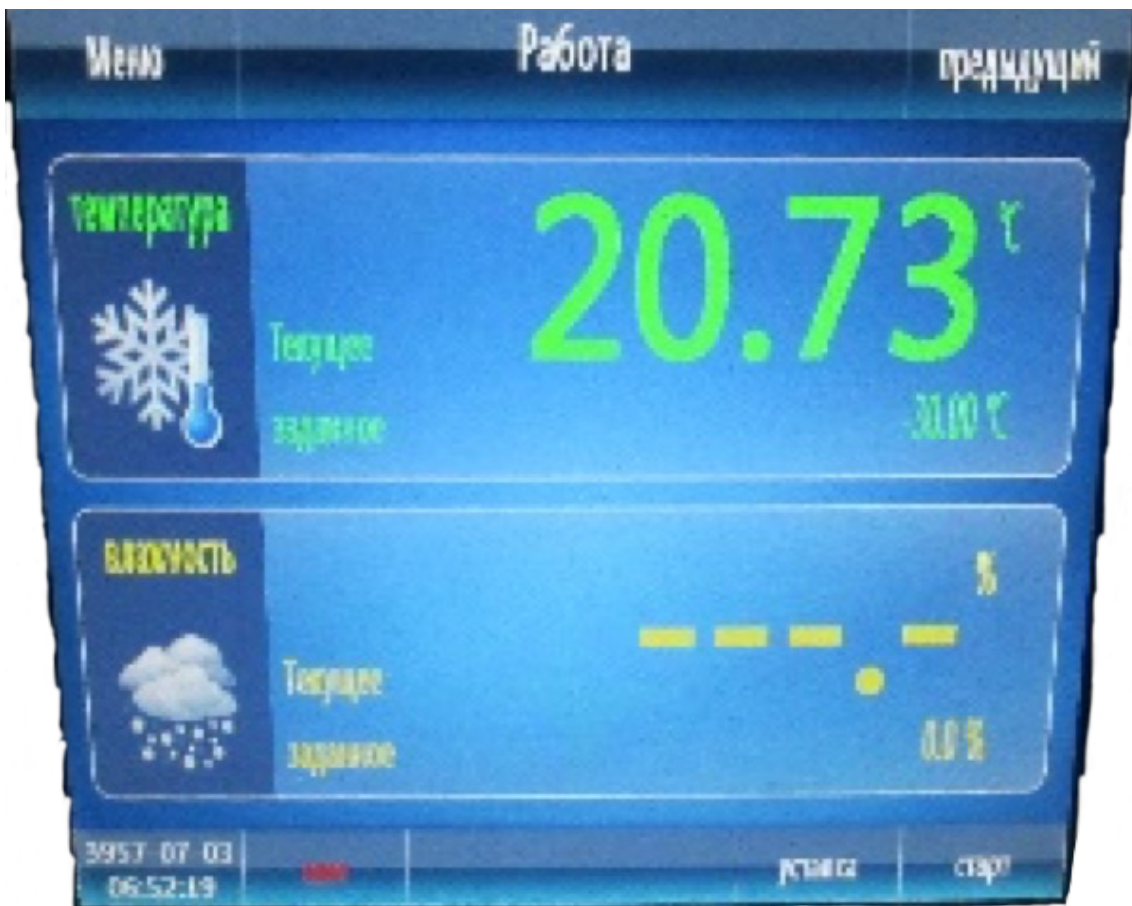 Меню Работа предыдущий
температура
20.73 ℃
Текущее
заданное -30.00 ℃
влажность
%
Текущее ---.-
заданное 0.0 %
3957-07-03
06:52:19
уставка старт